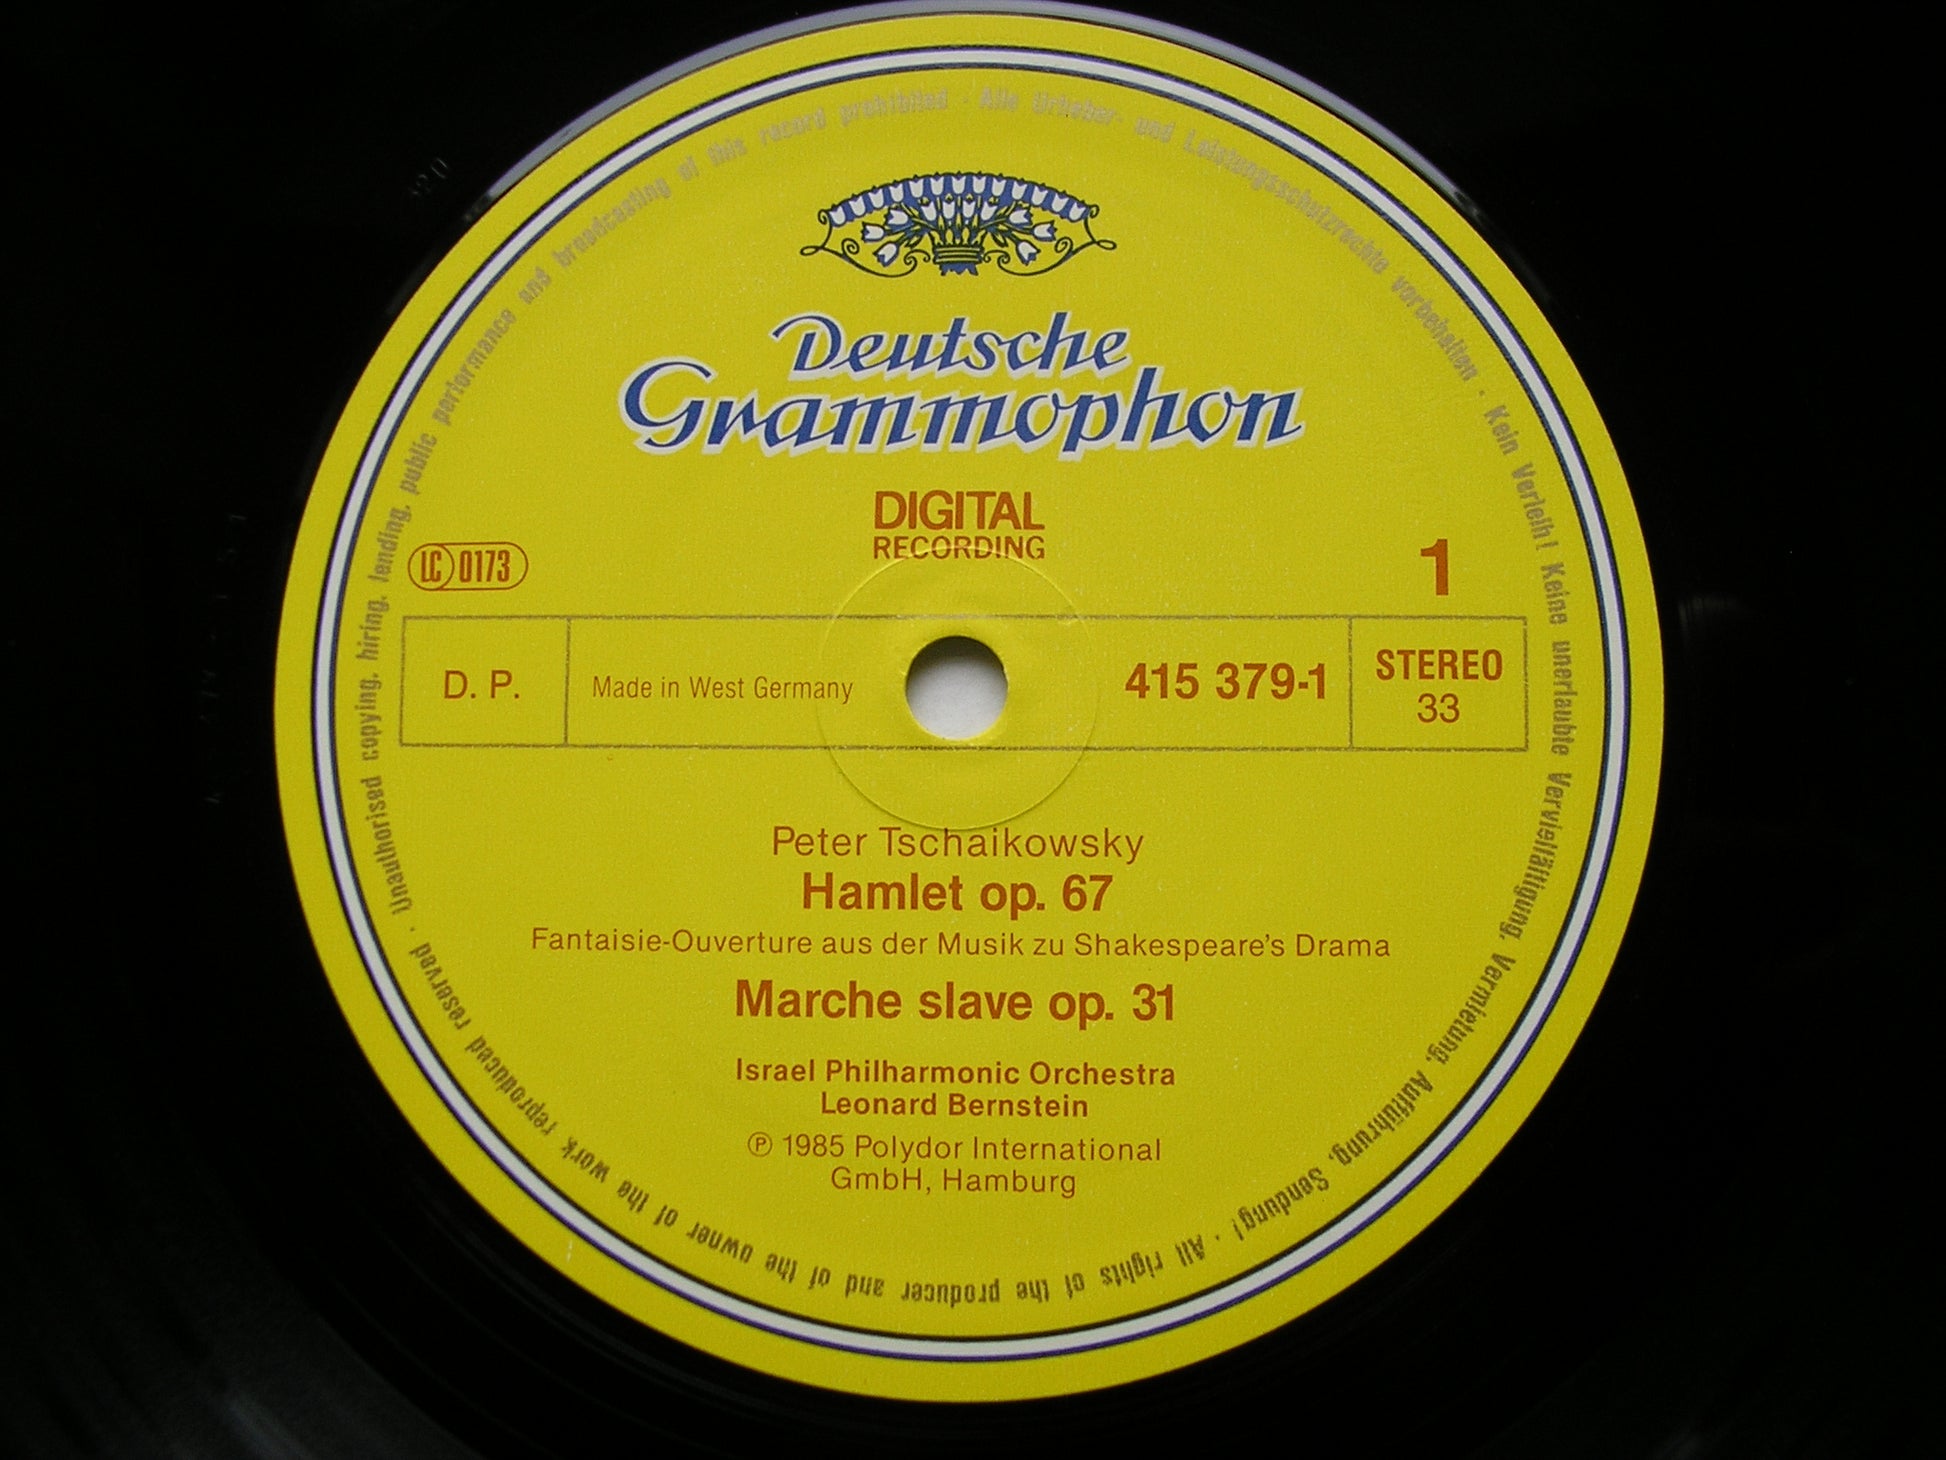 Deutsche
Grammophon
DIGITAL
RECORDING
LC 0173
1
D. P.
Made in West Germany
415 379-1
STEREO
33
Peter Tschaikowsky
Hamlet op. 67
Fantaisie-Ouverture aus der Musik zu Shakespeare's Drama
Marche slave op. 31
Israel Philharmonic Orchestra
Leonard Bernstein
℗ 1985 Polydor International
GmbH, Hamburg
Alle Urheber- und Leistungsschutzrechte vorbehalten · Kein Verleih! Keine unerlaubte Vervielfältigung, Vermietung, Aufführung, Sendung! · All rights of the producer and of the owner of the work reproduced reserved · Unauthorised copying, hiring, lending, public performance and broadcasting of this record prohibited ·